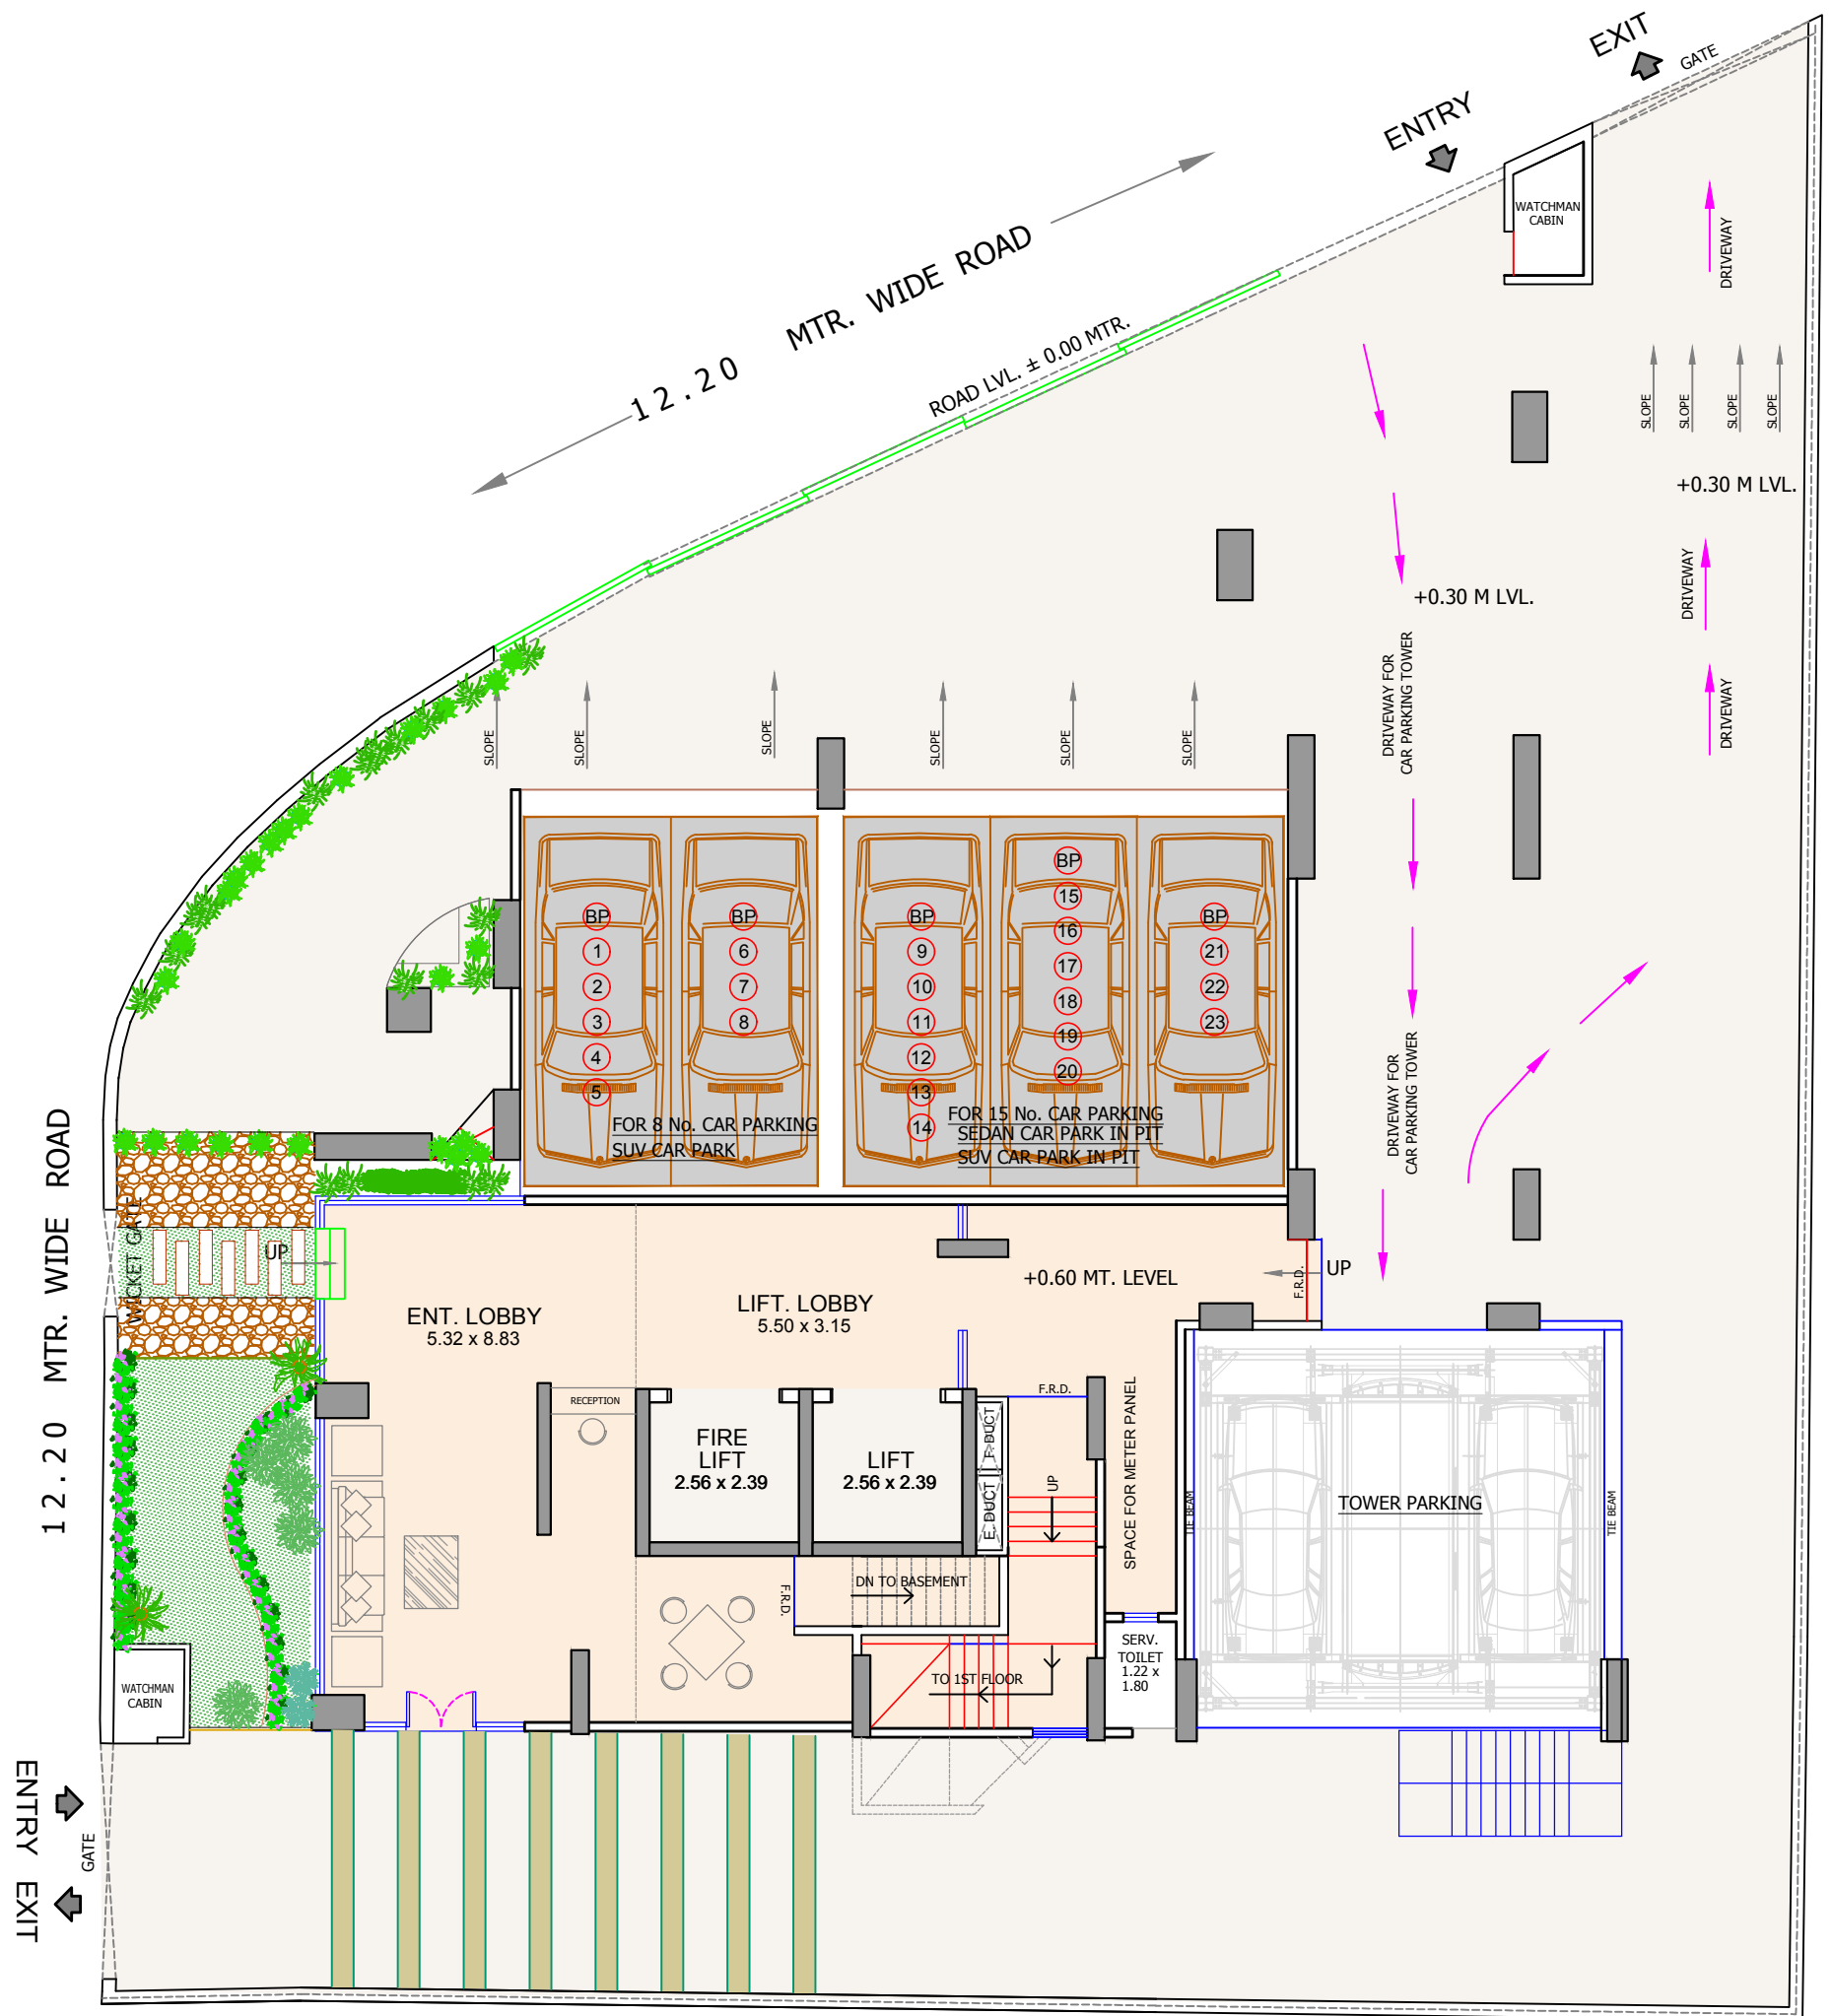 EXIT
GATE
ENTRY
WATCHMAN
CABIN
DRIVEWAY
12.20 MTR. WIDE ROAD
ROAD LVL. ± 0.00 MTR.
SLOPE
SLOPE
SLOPE
SLOPE
+0.30 M LVL.
+0.30 M LVL.
DRIVEWAY
DRIVEWAY FOR
CAR PARKING TOWER
DRIVEWAY
SLOPE
SLOPE
SLOPE
SLOPE
SLOPE
SLOPE
BP
1
2
3
4
5
BP
6
7
8
BP
9
10
11
12
13
14
BP
15
16
17
18
19
20
BP
21
22
23
FOR 8 No. CAR PARKING
SUV CAR PARK
FOR 15 No. CAR PARKING
SEDAN CAR PARK IN PIT
SUV CAR PARK IN PIT
DRIVEWAY FOR
CAR PARKING TOWER
12.20 MTR. WIDE ROAD
WICKET GATE
UP
ENT. LOBBY
5.32 x 8.83
LIFT. LOBBY
5.50 x 3.15
+0.60 MT. LEVEL
F.R.D.
UP
RECEPTION
FIRE
LIFT
2.56 x 2.39
LIFT
2.56 x 2.39
F.R.D.
F-DUCT
E.DUCT
UP
SPACE FOR METER PANEL
TIE BEAM
TOWER PARKING
TIE BEAM
F.R.D.
DN TO BASEMENT
TO 1ST FLOOR
SERV.
TOILET
1.22 x
1.80
WATCHMAN
CABIN
ENTRY
GATE
EXIT